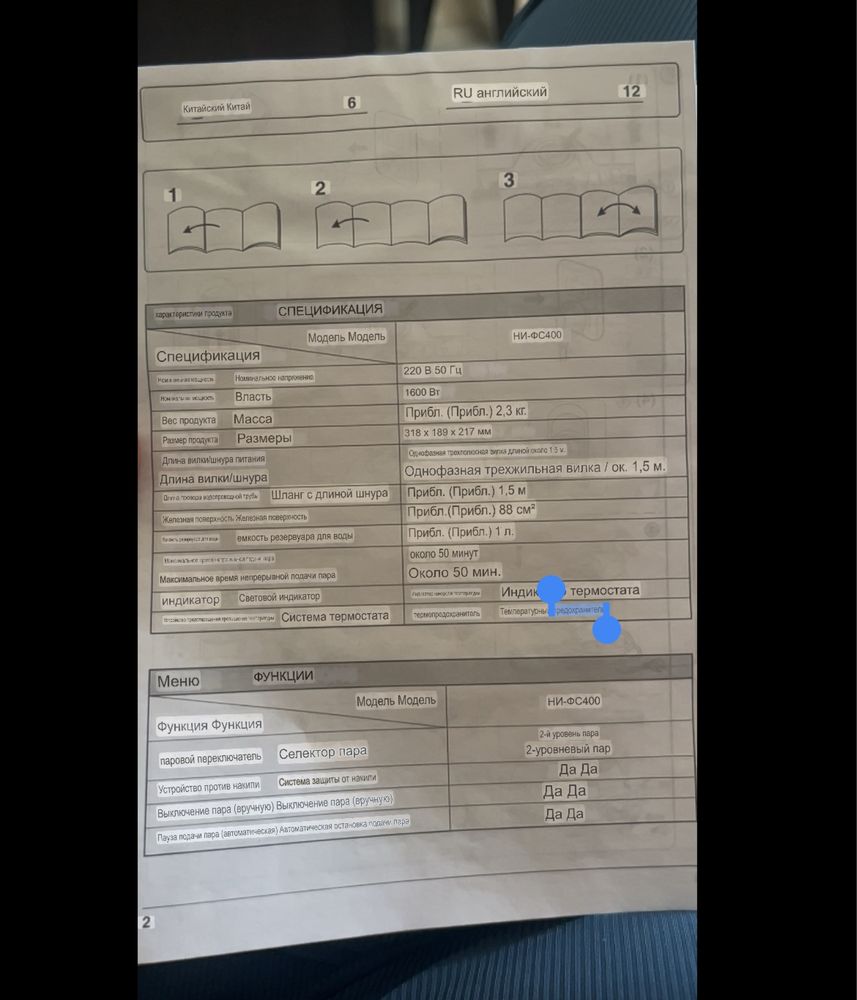 Китайский Китай 6 RU английский 12
1 2 3
характеристики продукта СПЕЦИФИКАЦИЯ
Модель Модель НИ-ФС400
Спецификация
Номинальное напряжение 220 В 50 Гц
Власть 1600 Вт
Вес продукта Масса Прибл. (Прибл.) 2,3 кг.
Размер продукта Размеры 318 x 189 x 217 мм
Длина вилки/шнура питания Однофазная трехполюсная вилка длиной около 1,5 м.
Длина вилки/шнура Однофазная трехжильная вилка / ок. 1,5 м.
Шланг с длиной шнура Прибл. (Прибл.) 1,5 м
Железная поверхность Железная поверхность Прибл.(Прибл.) 88 см²
емкость резервуара для воды Прибл. (Прибл.) 1 л.
около 50 минут
Максимальное время непрерывной подачи пара Около 50 мин.
индикатор Световой индикатор термостата
Система термостата термопредохранитель
Меню ФУНКЦИИ
Модель Модель НИ-ФС400
Функция Функция
2-й уровень пара
паровой переключатель Селектор пара 2-уровневый пар
Устройство против накипи Система защиты от накипи Да Да
Выключение пара (вручную) Выключение пара (вручную) Да Да
Пауза подачи пара (автоматическая) Автоматическая остановка подачи пара Да Да
2